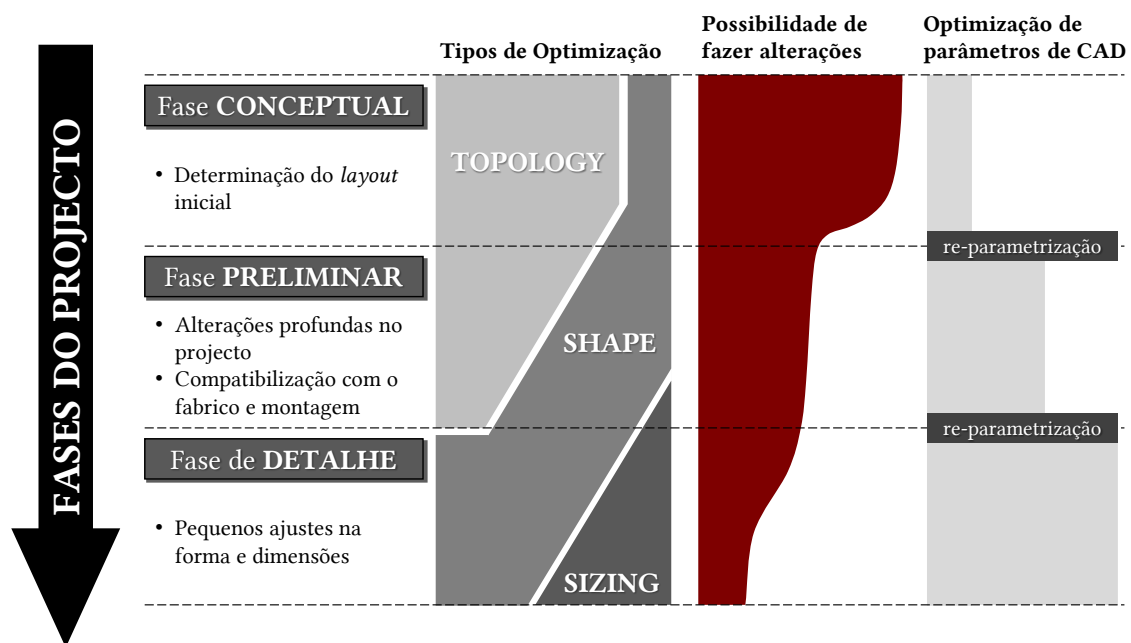 FASES DO PROJECTO
Tipos de Optimização
Possibilidade de
fazer alterações
Optimização de
parâmetros de CAD
Fase CONCEPTUAL
• Determinação do layout
inicial
Fase PRELIMINAR
• Alterações profundas no
projecto
• Compatibilização com o
fabrico e montagem
Fase de DETALHE
• Pequenos ajustes na
forma e dimensões
TOPOLOGY
SHAPE
SIZING
re-parametrização
re-parametrização